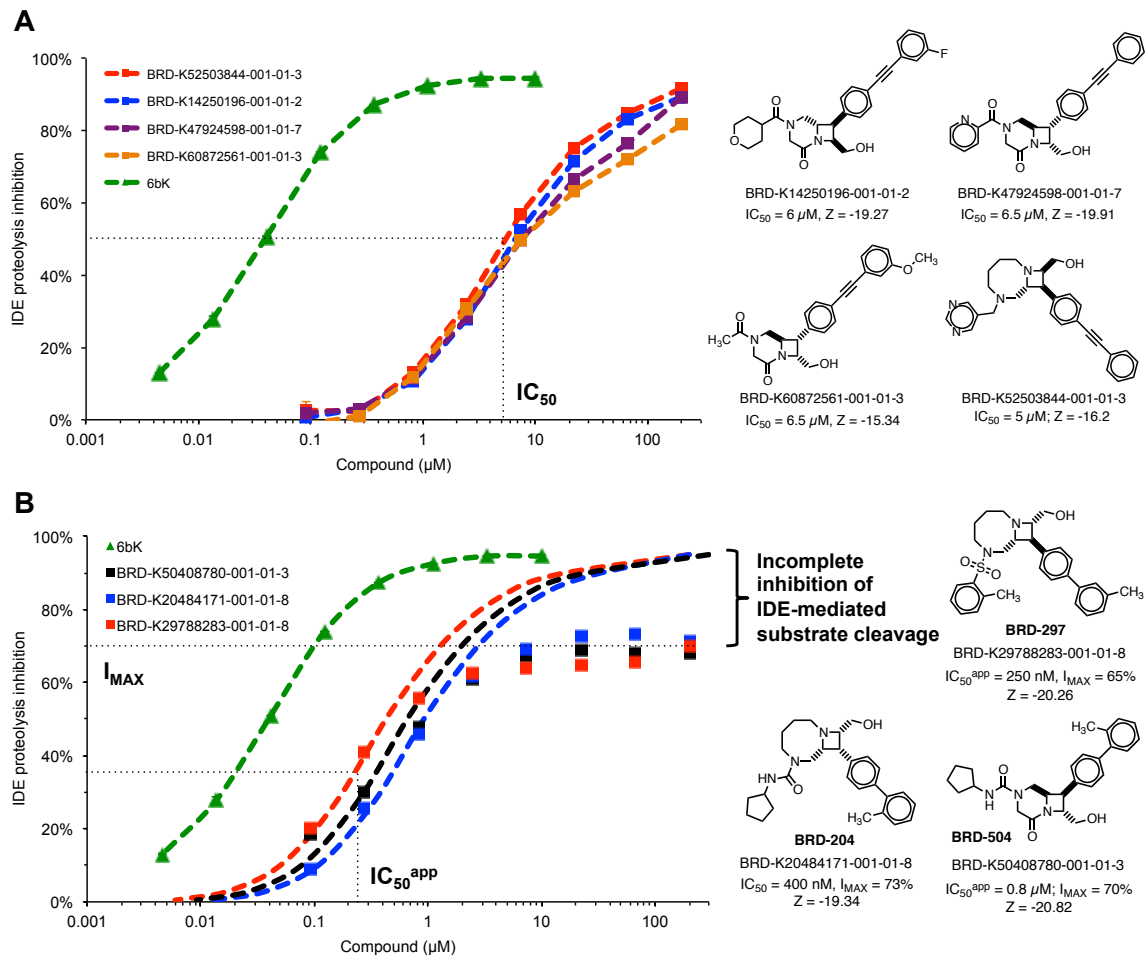 A
100%
80%
60%
40%
20%
0%
IDE proteolysis inhibition
BRD-K52503844-001-01-3
BRD-K14250196-001-01-2
BRD-K47924598-001-01-7
BRD-K60872561-001-01-3
6bK
IC50
0.001 0.01 0.1 1 10 100
Compound (µM)
F
O
N
O
N
O
OH
BRD-K14250196-001-01-2
IC50 = 6 µM, Z = -19.27
N
O
N
N
O
OH
BRD-K47924598-001-01-7
IC50 = 6.5 µM, Z = -19.91
O
CH3
O
H3C
N
N
O
OH
BRD-K60872561-001-01-3
IC50 = 6.5 µM, Z = -15.34
N
OH
N
N
N
BRD-K52503844-001-01-3
IC50 = 5 µM, Z = -16.2
B
100%
80%
60%
40%
20%
0%
IDE proteolysis inhibition
6bK
BRD-K50408780-001-01-3
BRD-K20484171-001-01-8
BRD-K29788283-001-01-8
IMAX
IC50app
0.001 0.01 0.1 1 10 100
Compound (µM)
Incomplete
inhibition of
IDE-mediated
substrate cleavage
N
OH
N
O
S
O
CH3
CH3
BRD-297
BRD-K29788283-001-01-8
IC50app = 250 nM, IMAX = 65%
Z = -20.26
N
OH
N
HN
O
H3C
BRD-204
BRD-K20484171-001-01-8
IC50 = 400 nM, IMAX = 73%
Z = -19.34
H3C
O
N
H
N
N
O
OH
BRD-504
BRD-K50408780-001-01-3
IC50app = 0.8 µM; IMAX = 70%
Z = -20.82